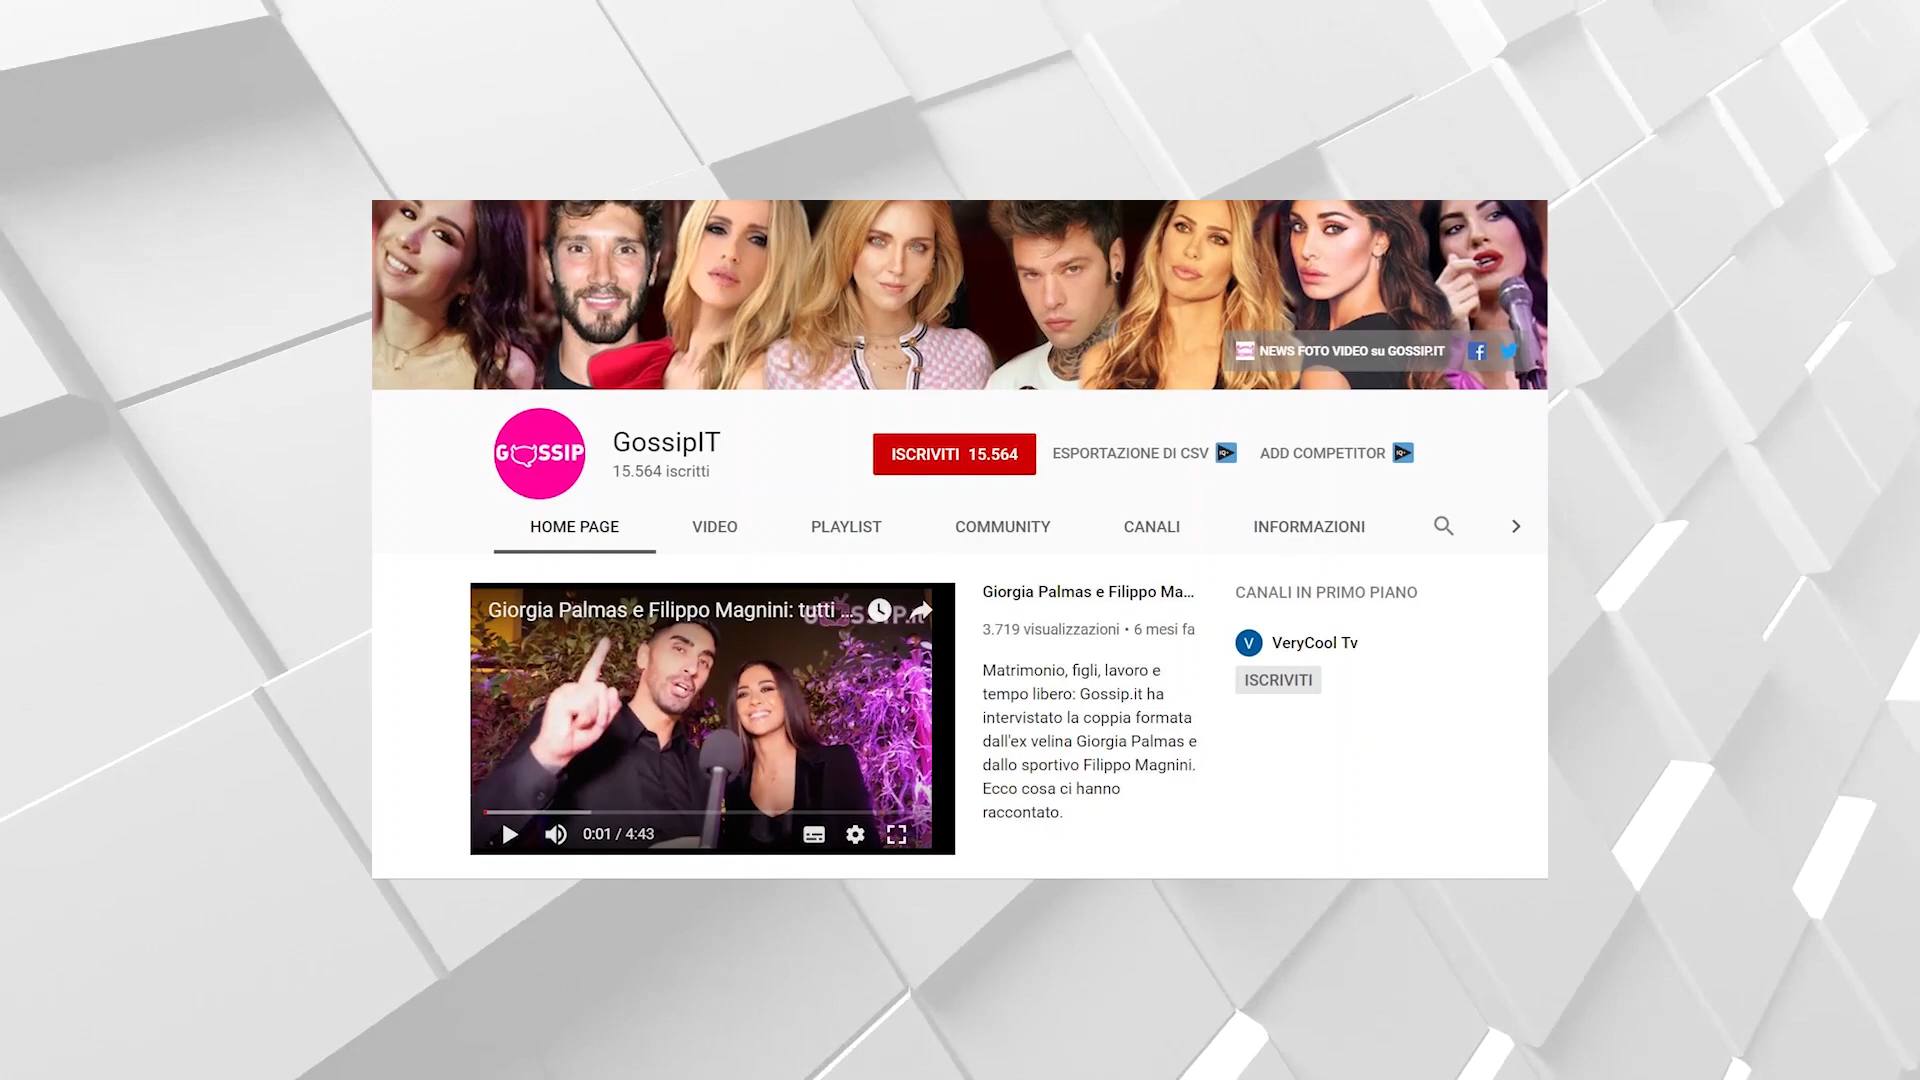 NEWS FOTO VIDEO su GOSSIP.IT
GOSSIP
GossipIT
15.564 iscritti
ISCRIVITI 15.564
ESPORTAZIONE DI CSV
IQ+
ADD COMPETITOR
IQ+
HOME PAGE
VIDEO
PLAYLIST
COMMUNITY
CANALI
INFORMAZIONI
Giorgia Palmas e Filippo Magnini: tutti ...
GOSSIP.it
0:01 / 4:43
Giorgia Palmas e Filippo Ma...
3.719 visualizzazioni • 6 mesi fa
Matrimonio, figli, lavoro e
tempo libero: Gossip.it ha
intervistato la coppia formata
dall'ex velina Giorgia Palmas e
dallo sportivo Filippo Magnini.
Ecco cosa ci hanno
raccontato.
CANALI IN PRIMO PIANO
V
VeryCool Tv
ISCRIVITI